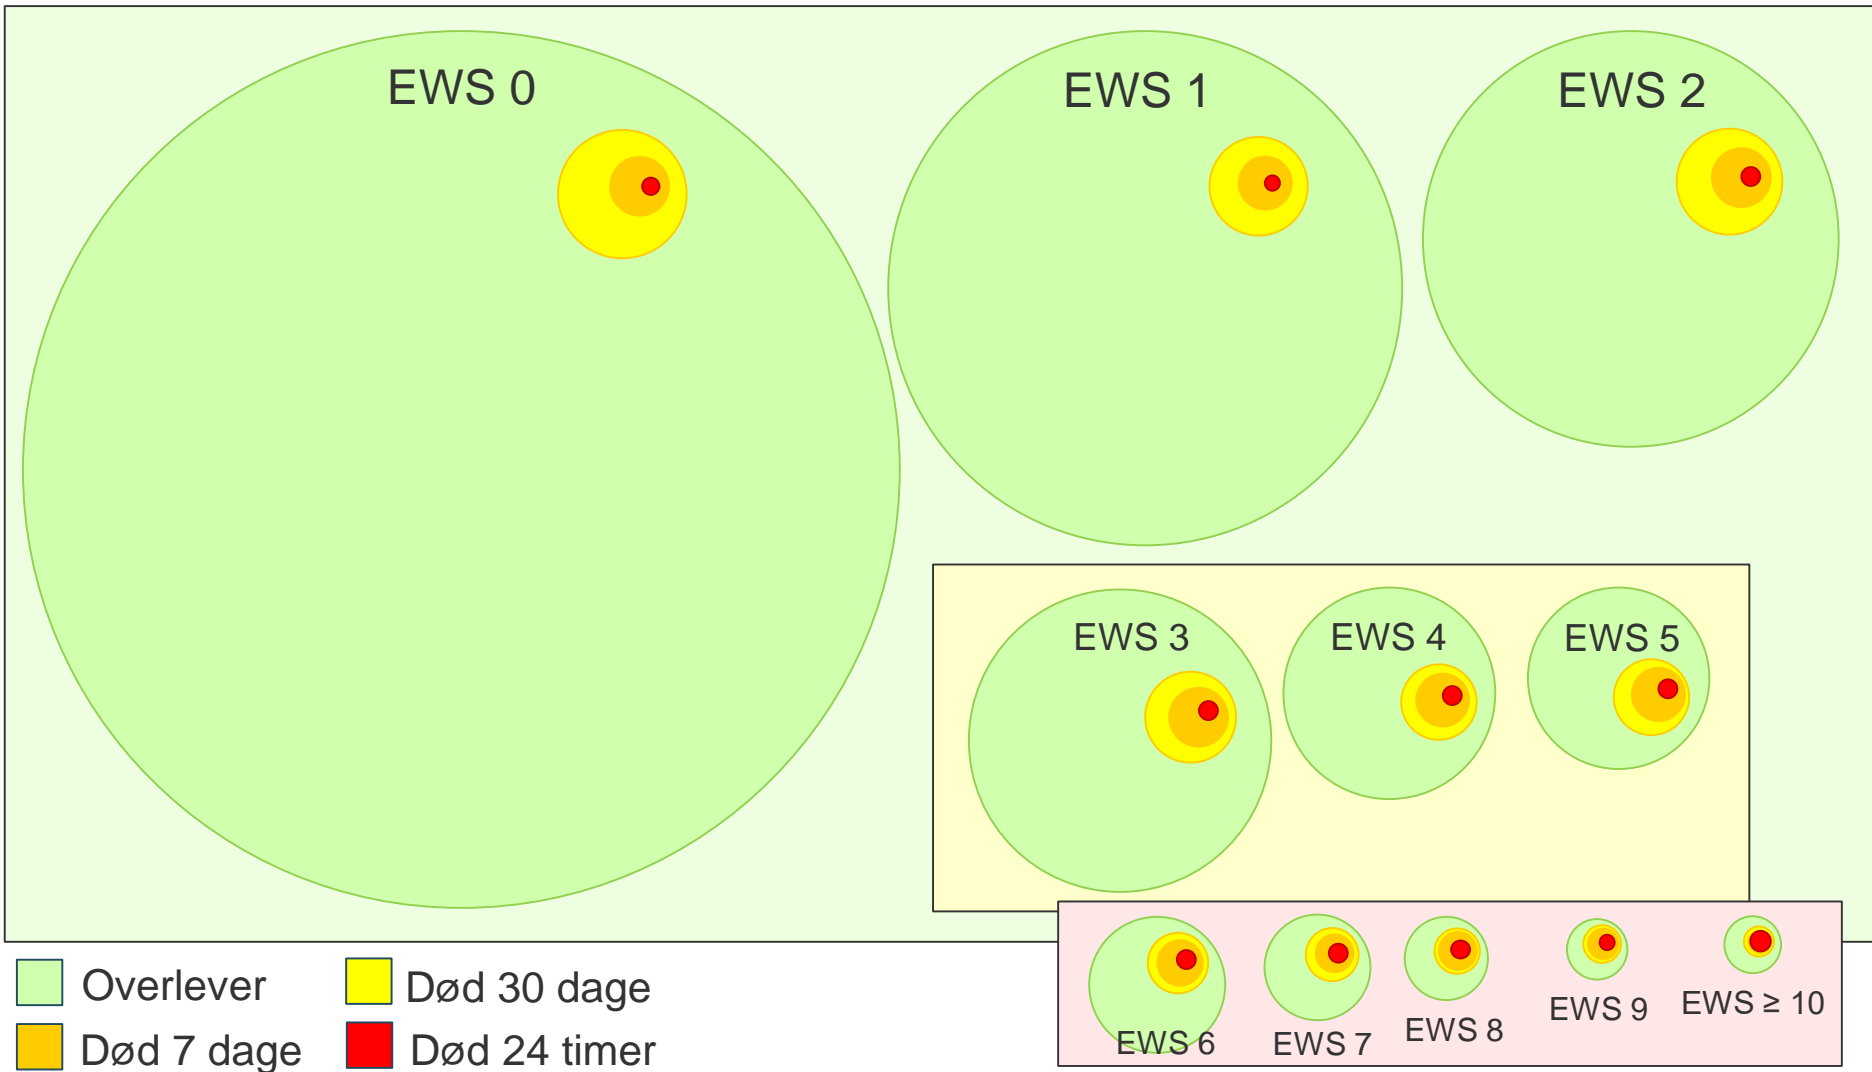 EWS 0
EWS 1
EWS 2
EWS 3
EWS 4
EWS 5
EWS 6
EWS 7
EWS 8
EWS 9
EWS ≥ 10
Overlever
Død 30 dage
Død 7 dage
Død 24 timer